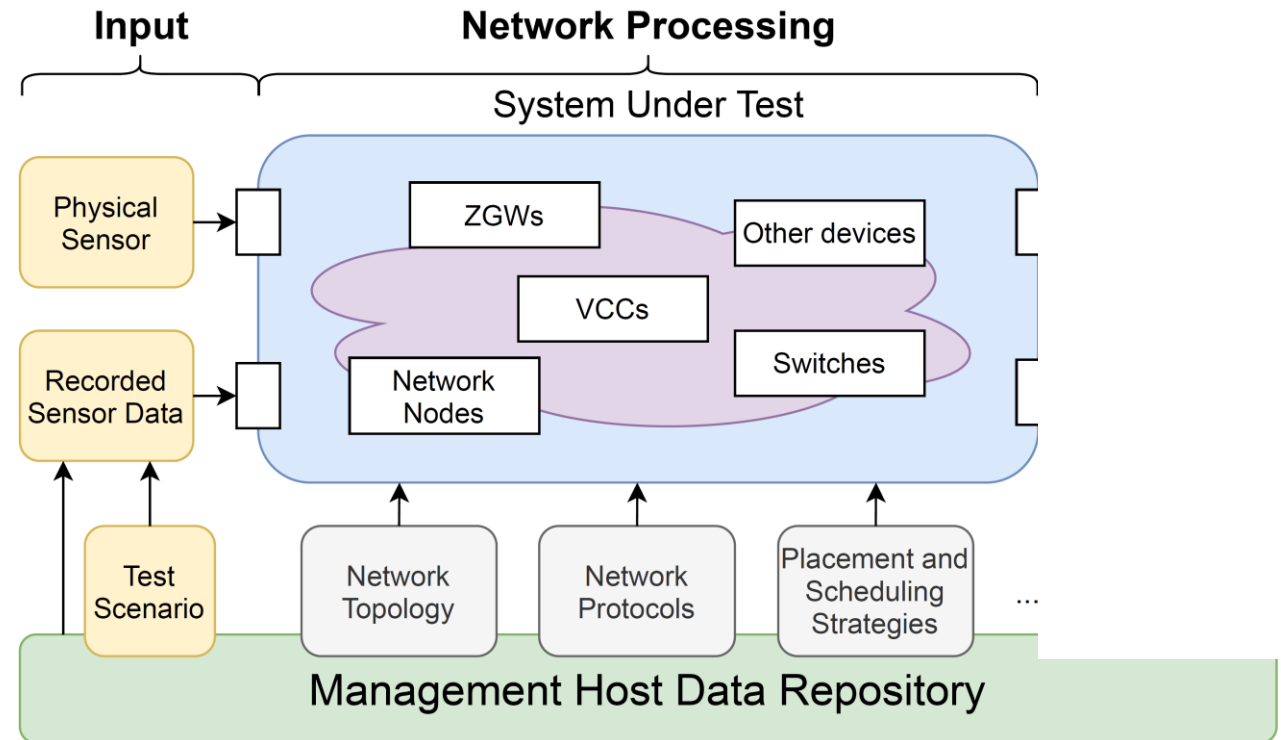 Input
Network Processing
System Under Test
Physical
Sensor
ZGWs
Other devices
VCCs
Recorded
Sensor Data
Switches
Network
Nodes
Test
Scenario
Network
Topology
Network
Protocols
Placement and
Scheduling
Strategies
...
Management Host Data Repository